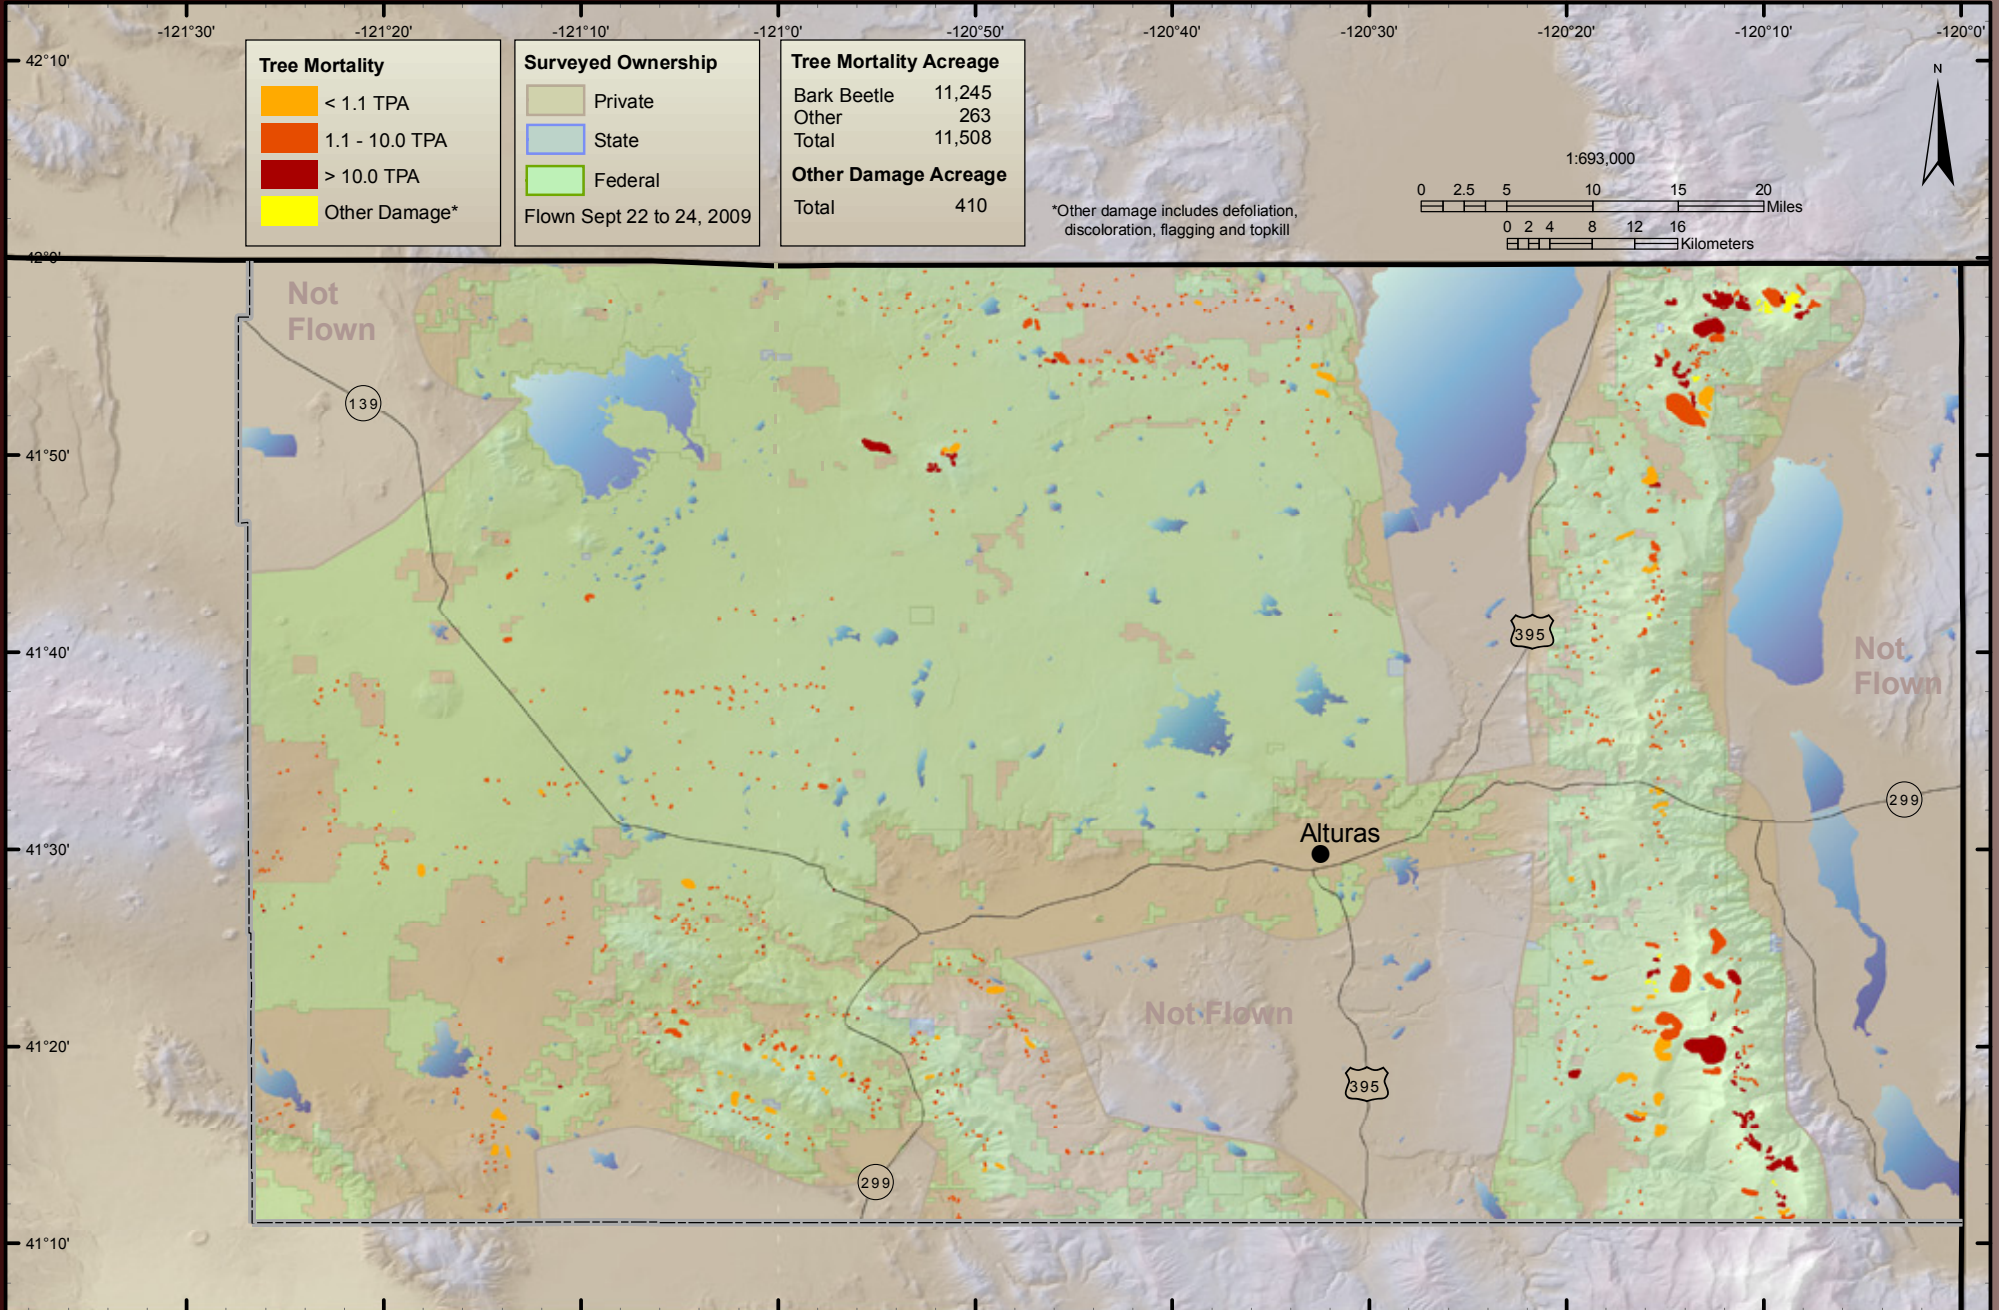 -121°30'
-121°20'
-121°10'
-121°0'
-120°50'
-120°40'
-120°30'
-120°20'
-120°10'
-120°0'
42°10'
42°0'
41°50'
41°40'
41°30'
41°20'
41°10'
Tree Mortality
< 1.1 TPA
1.1 - 10.0 TPA
> 10.0 TPA
Other Damage*
Surveyed Ownership
Private
State
Federal
Flown Sept 22 to 24, 2009
Tree Mortality Acreage
Bark Beetle 11,245
Other 263
Total 11,508
Other Damage Acreage
Total 410
*Other damage includes defoliation,
discoloration, flagging and topkill
1:693,000
0 2.5 5 10 15 20
Miles
0 2 4 8 12 16
Kilometers
N
Not
Flown
139
395
Not
Flown
299
Alturas
Not Flown
395
299